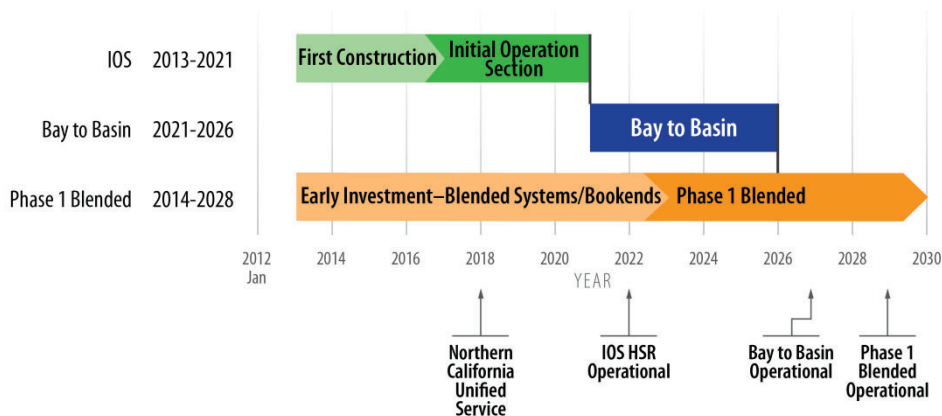 IOS 2013-2021 First Construction Initial Operation
Section
Bay to Basin 2021-2026 Bay to Basin
Phase 1 Blended 2014-2028 Early Investment–Blended Systems/Bookends Phase 1 Blended
2012 2014 2016 2018 2020 2022 2024 2026 2028 2030
Jan
YEAR
Northern
California
Unified
Service
IOS HSR
Operational
Bay to Basin
Operational
Phase 1
Blended
Operational